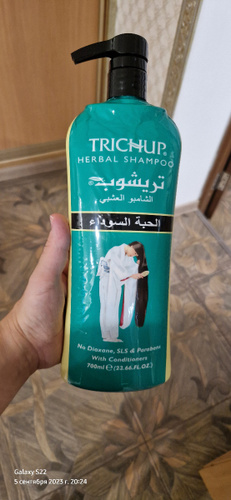 TRICHUP
HERBAL SHAMPOO
تريشوب
الشامبو العشبي
الحبة السوداء
No Dioxane, SLS & Parabens
With Conditioners
700ml ℮ (23.66 FL.OZ.)
Galaxy S22
5 сентября 2023 г. 20:24